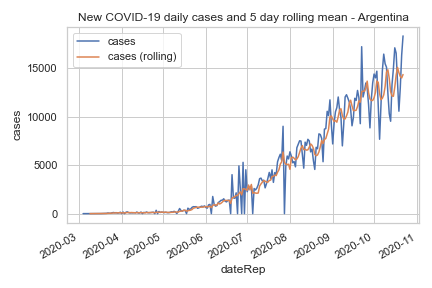 New COVID-19 daily cases and 5 day rolling mean - Argentina
cases
cases (rolling)
15000
10000
5000
0
cases
2020-03
2020-04
2020-05
2020-06
2020-07
2020-08
2020-09
2020-10
2020-11
dateRep